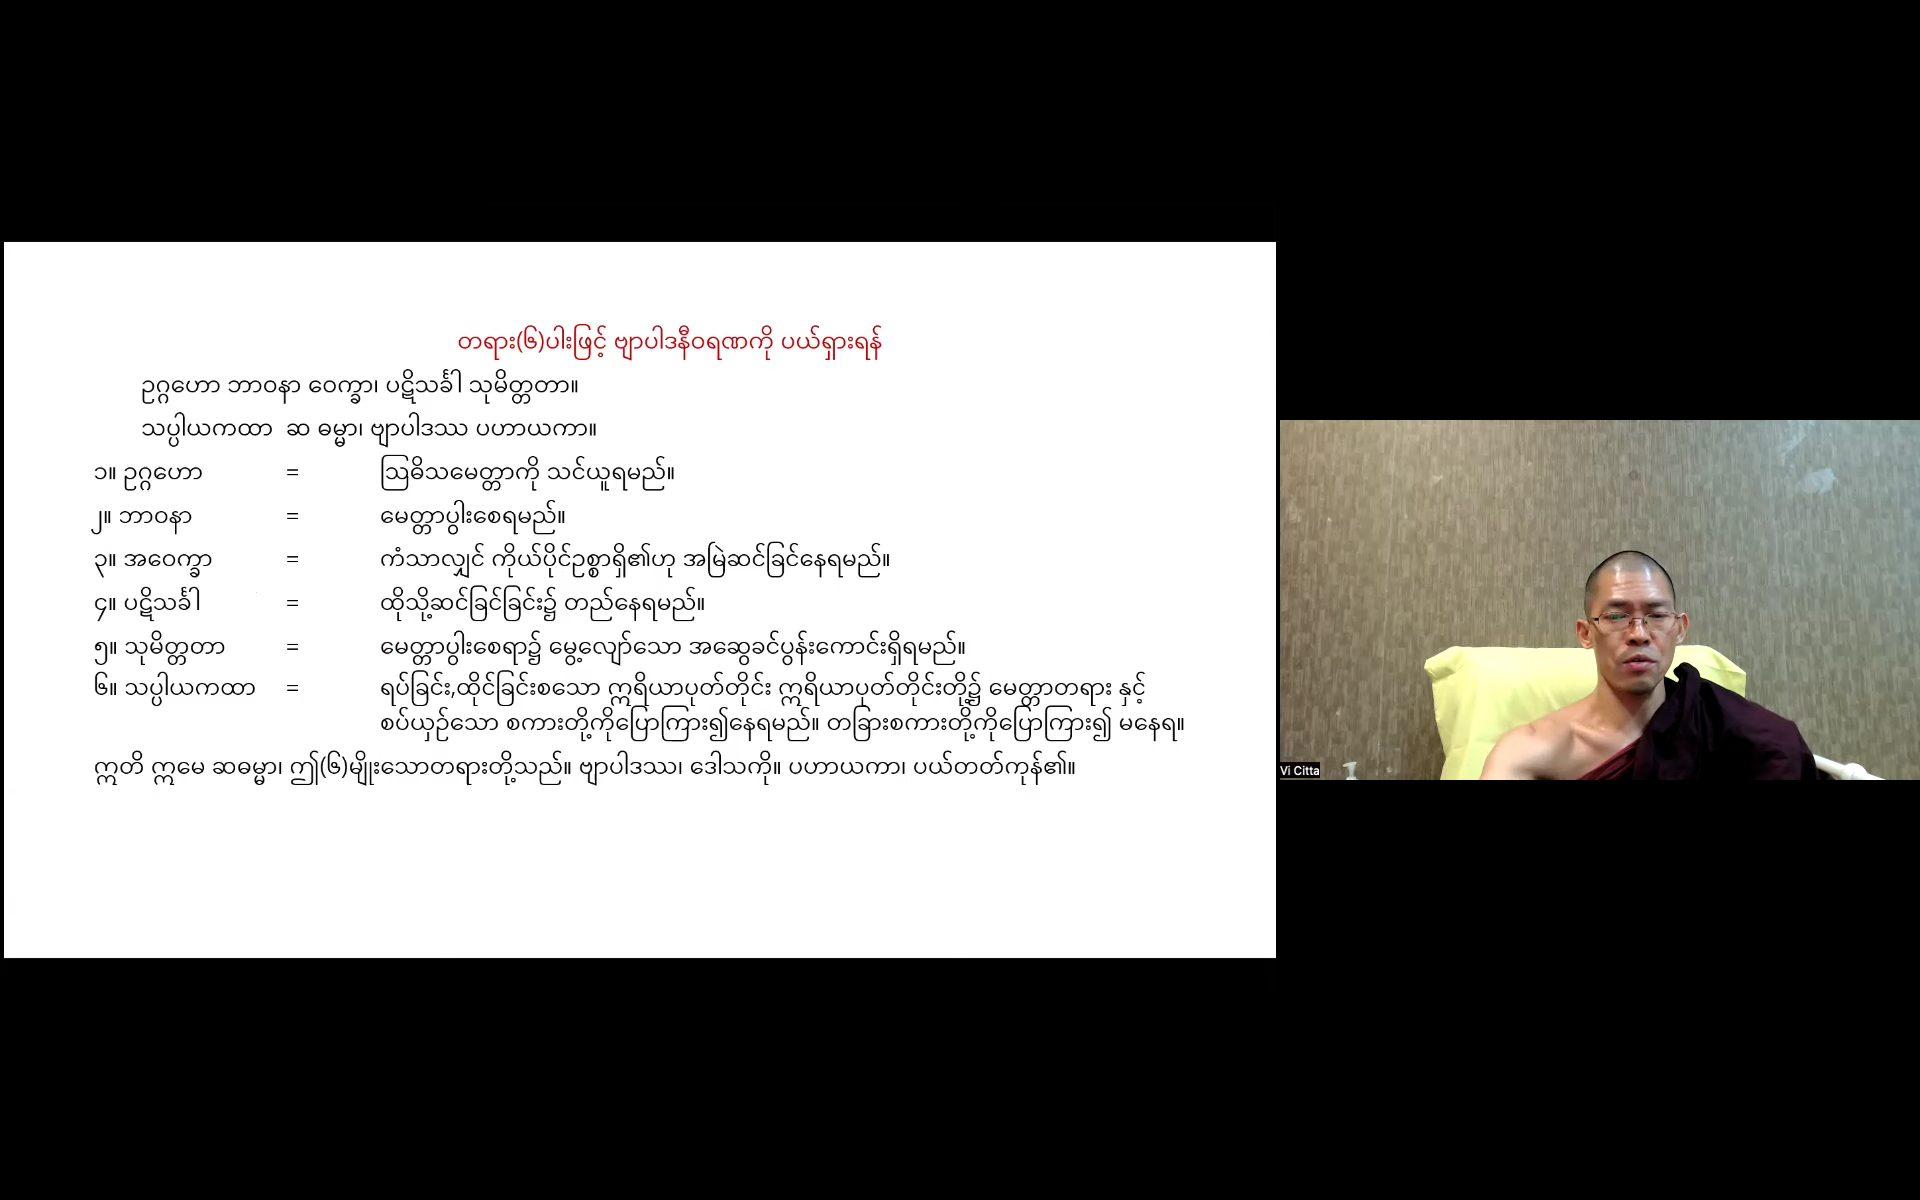 တရား(၆)ပါးဖြင့် ဗျာပါဒနီဝရဏကို ပယ်ရှားရန်
ဥဂ္ဂဟော ဘာဝနာ ဝေက္ခာ၊ ပဋိသင်္ခါ သုမိတ္တတာ။
သပ္ပါယကထာ ဆ ဓမ္မာ၊ ဗျာပါဒဿ ပဟာယကာ။
၁။ ဥဂ္ဂဟော = ဩဓိသမေတ္တာကို သင်ယူရမည်။
၂။ ဘာဝနာ = မေတ္တာပွါးစေရမည်။
၃။ အဝေက္ခာ = ကံသာလျှင် ကိုယ်ပိုင်ဥစ္စာရှိ၏ဟု အမြဲဆင်ခြင်နေရမည်။
၄။ ပဋိသင်္ခါ = ထိုသို့ဆင်ခြင်ခြင်း၌ တည်နေရမည်။
၅။ သုမိတ္တတာ = မေတ္တာပွါးစေရာ၌ မွေ့လျော်သော အဆွေခင်ပွန်းကောင်းရှိရမည်။
၆။ သပ္ပါယကထာ = ရပ်ခြင်း,ထိုင်ခြင်းစသော ဣရိယာပုတ်တိုင်း ဣရိယာပုတ်တိုင်းတို့၌ မေတ္တာတရား နှင့်
စပ်ယှဉ်သော စကားတို့ကိုပြောကြား၍နေရမည်။ တခြားစကားတို့ကိုပြောကြား၍ မနေရ။
ဣတိ ဣမေ ဆဓမ္မာ၊ ဤ(၆)မျိုးသောတရားတို့သည်။ ဗျာပါဒဿ၊ ဒေါသကို။ ပဟာယကာ၊ ပယ်တတ်ကုန်၏။
Vi Citta